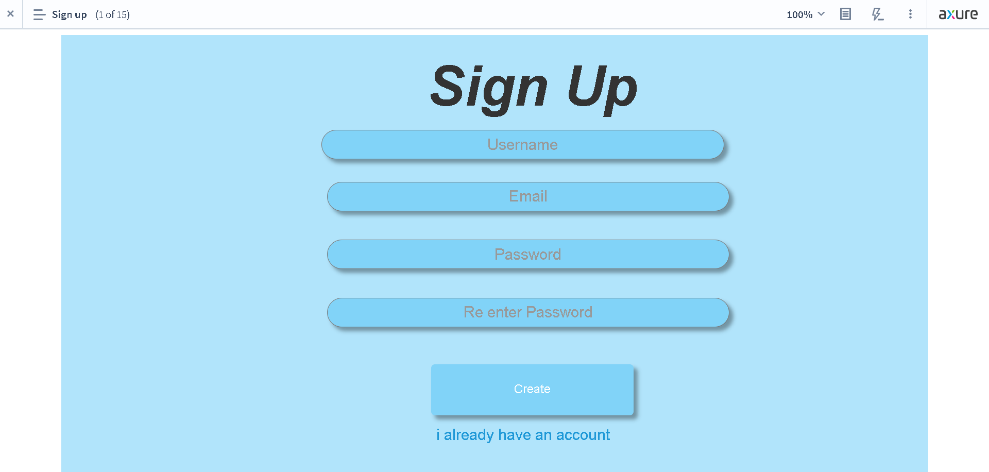 Sign up (1 of 15) 100% axure
Sign Up
Username
Email
Password
Re enter Password
Create
i already have an account